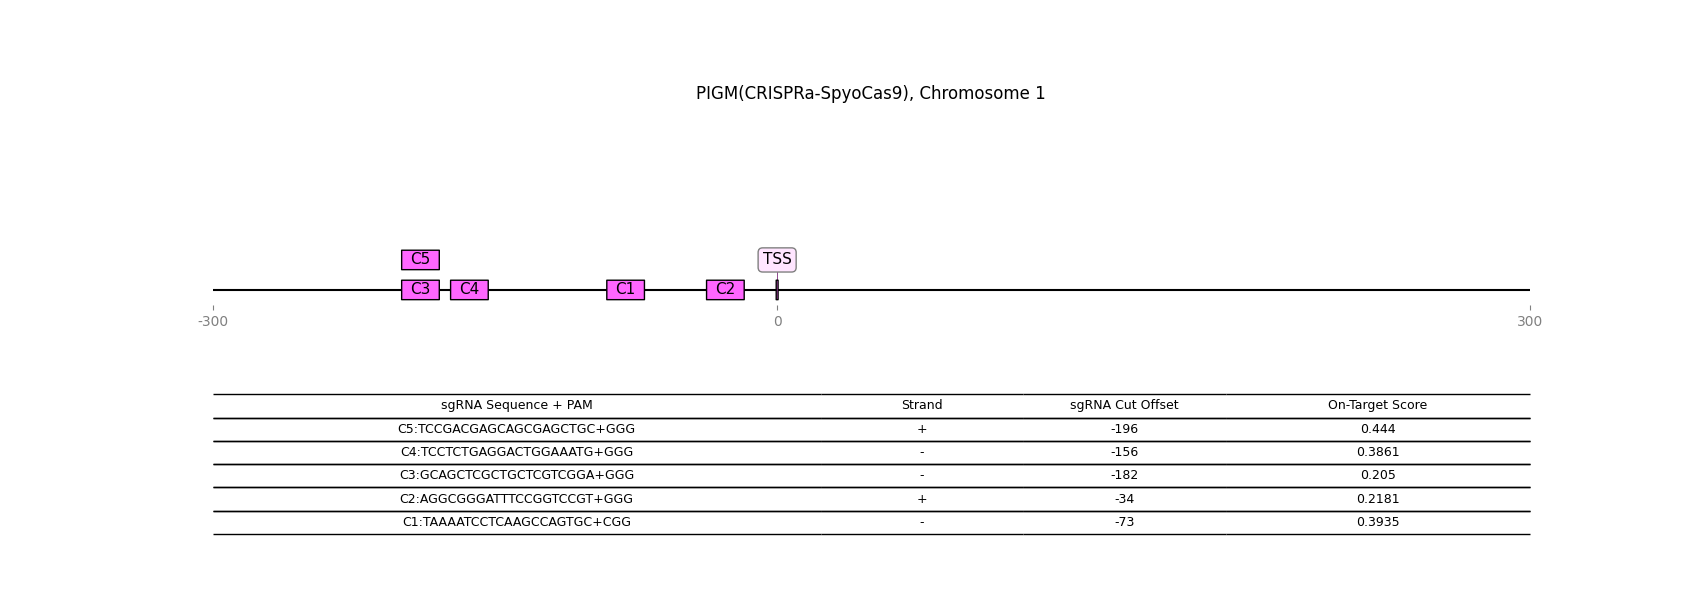 PIGM(CRISPRa-SpyoCas9), Chromosome 1
C5
TSS
C3 C4 C1 C2
-300 0 300
sgRNA Sequence + PAM Strand sgRNA Cut Offset On-Target Score
C5:TCCGACGAGCAGCGAGCTGC+GGG + -196 0.444
C4:TCCTCTGAGGACTGGAAATG+GGG - -156 0.3861
C3:GCAGCTCGCTGCTCGTCGGA+GGG - -182 0.205
C2:AGGCGGGATTTCCGGTCCGT+GGG + -34 0.2181
C1:TAAAATCCTCAAGCCAGTGC+CGG - -73 0.3935